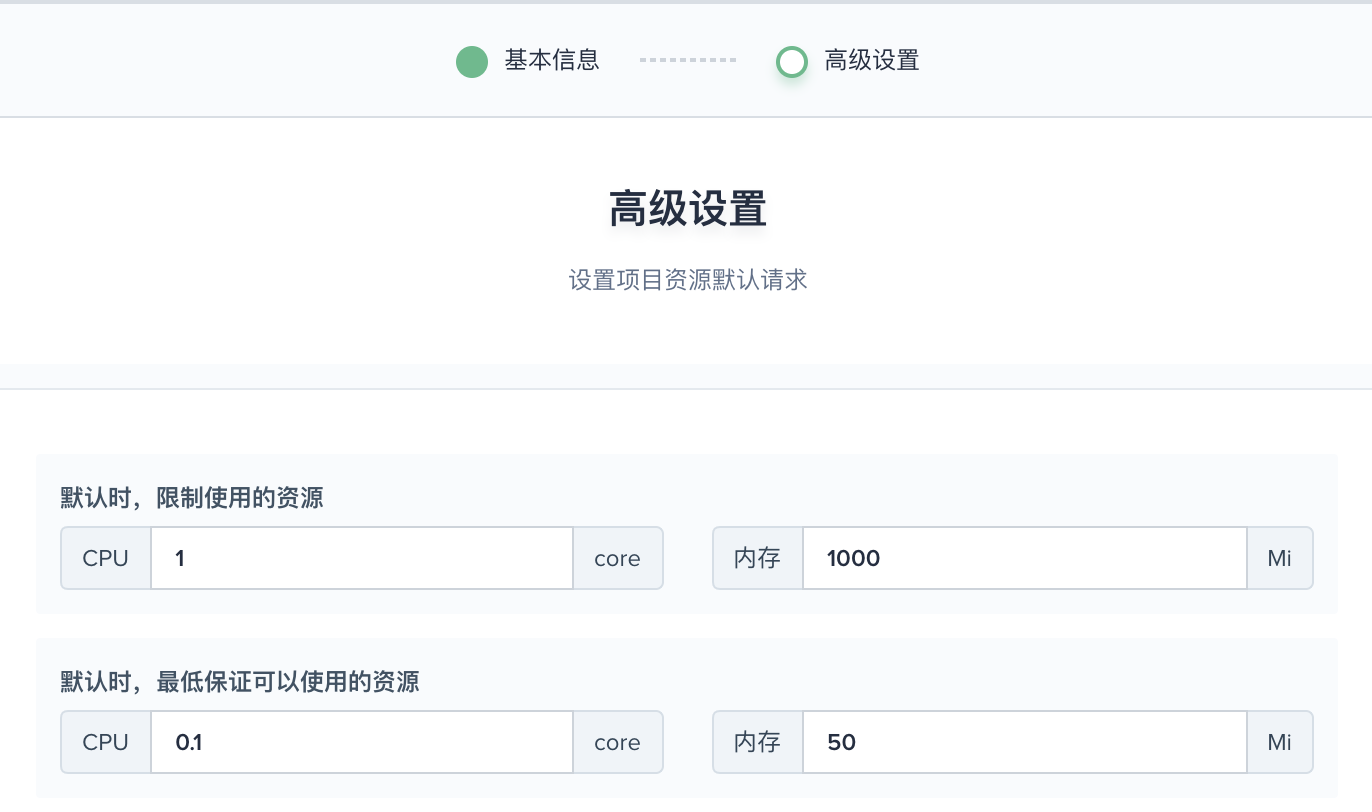 基本信息 高级设置
高级设置
设置项目资源默认请求
默认时，限制使用的资源
CPU 1 core 内存 1000 Mi
默认时，最低保证可以使用的资源
CPU 0.1 core 内存 50 Mi